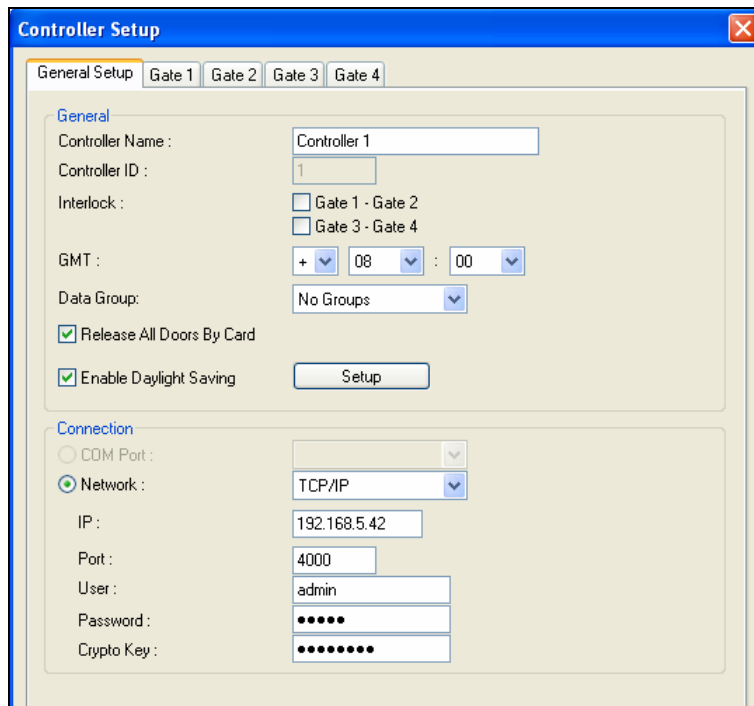 Controller Setup
General Setup Gate 1 Gate 2 Gate 3 Gate 4
General
Controller Name : Controller 1
Controller ID : 1
Interlock : Gate 1 - Gate 2
Gate 3 - Gate 4
GMT : + 08 : 00
Data Group: No Groups
Release All Doors By Card
Enable Daylight Saving Setup
Connection
COM Port :
Network : TCP/IP
IP : 192.168.5.42
Port : 4000
User : admin
Password : •••••
Crypto Key : ••••••••